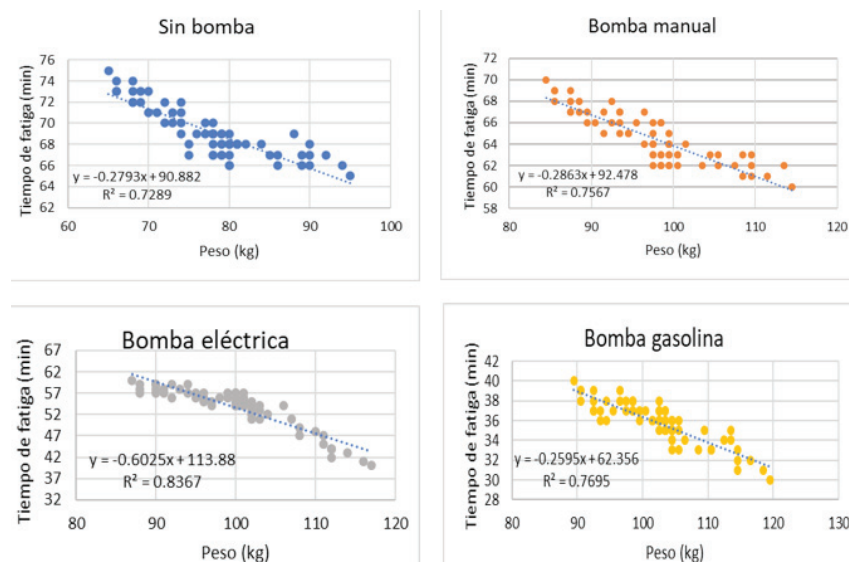 Sin bomba
Tiempo de fatiga (min)
76
74
72
70
68
66
64
62
y = -0.2793x + 90.882
R² = 0.7289
60 70 80 90 100
Peso (kg)
Bomba manual
Tiempo de fatiga (min)
72
70
68
66
64
62
60
58
y = -0.2863x + 92.478
R² = 0.7567
80 90 100 110 120
Peso (kg)
Bomba eléctrica
Tiempo de fatiga (min)
67
62
57
52
47
42
37
32
y = -0.6025x + 113.88
R² = 0.8367
80 90 100 110 120
Peso (kg)
Bomba gasolina
Tiempo de fatiga (min)
42
40
38
36
34
32
30
28
y = -0.2595x + 62.356
R² = 0.7695
80 90 100 110 120 130
Peso (kg)